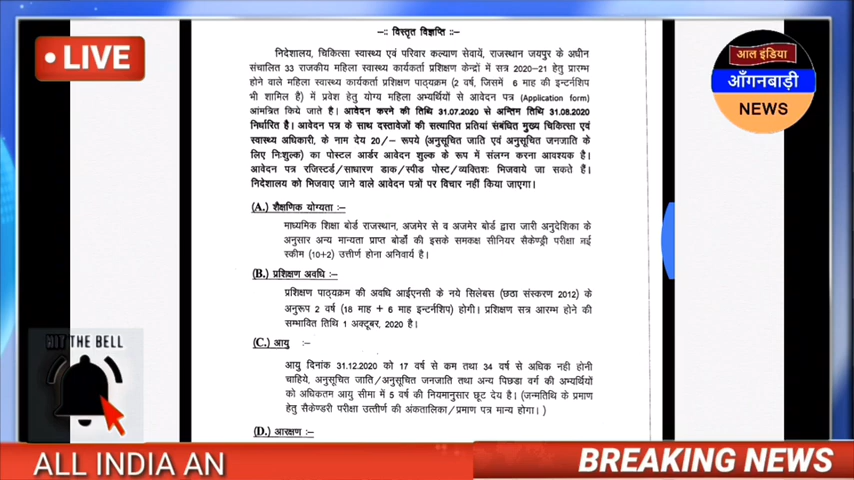 LIVE
-:: विस्तृत विज्ञप्ति ::-
आल इंडिया
आँगनबाड़ी
NEWS
निदेशालय, चिकित्सा स्वास्थ्य एवं परिवार कल्याण सेवायें, राजस्थान जयपुर के अधीन
संचालित 33 राजकीय महिला स्वास्थ्य कार्यकर्ता प्रशिक्षण केन्द्रों में सत्र 2020-21 हेतु प्रारम्भ
होने वाले महिला स्वास्थ्य कार्यकर्ता प्रशिक्षण पाठ्यक्रम (2 वर्ष, जिसमें 6 माह की इन्टर्नशिप
भी शामिल है) में प्रवेश हेतु योग्य महिला अभ्यर्थियों से आवेदन पत्र (Application form)
आंमत्रित किये जाते है। आवेदन करने की तिथि 31.07.2020 से अन्तिम तिथि 31.08.2020
निर्धारित है। आवेदन पत्र के साथ दस्तावेजों की सत्यापित प्रतियां संबंधित मुख्य चिकित्सा एवं
स्वास्थ्य अधिकारी, के नाम देय 20/- रूपये (अनुसूचित जाति एवं अनुसूचित जनजाति के
लिए निःशुल्क) का पोस्टल आर्डर आवेदन शुल्क के रूप में संलग्न करना आवश्यक है।
आवेदन पत्र रजिस्टर्ड/साधारण डाक/स्पीड पोस्ट/व्यक्तिशः भिजवाये जा सकते हैं।
निदेशालय को भिजवाए जाने वाले आवेदन पत्रों पर विचार नहीं किया जाएगा।
(A.) शैक्षणिक योग्यता :-
माध्यमिक शिक्षा बोर्ड राजस्थान, अजमेर से व अजमेर बोर्ड द्वारा जारी अनुदेशिका के
अनुसार अन्य मान्यता प्राप्त बोर्डो की इसके समकक्ष सीनियर सैकेण्ड्री परीक्षा नई
स्कीम (10+2) उत्तीर्ण होना अनिवार्य है।
(B.) प्रशिक्षण अवधि :-
प्रशिक्षण पाठ्यक्रम की अवधि आईएनसी के नये सिलेबस (छठा संस्करण 2012) के
अनुरूप 2 वर्ष (18 माह + 6 माह इन्टर्नशिप) होगी। प्रशिक्षण सत्र आरम्भ होने की
सम्भावित तिथि 1 अक्टूबर, 2020 है।
(C.) आयु :-
आयु दिनांक 31.12.2020 को 17 वर्ष से कम तथा 34 वर्ष से अधिक नही होनी
चाहिये, अनुसूचित जाति/अनुसूचित जनजाति तथा अन्य पिछडा वर्ग की अभ्यर्थियों
को अधिकतम आयु सीमा में 5 वर्ष की नियमानुसार छूट देय है। (जन्मतिथि के प्रमाण
हेतु सैकेण्डरी परीक्षा उत्तीर्ण की अंकतालिका/प्रमाण पत्र मान्य होगा। )
(D.) आरक्षण :-
HIT THE BELL
ALL INDIA AN
BREAKING NEWS